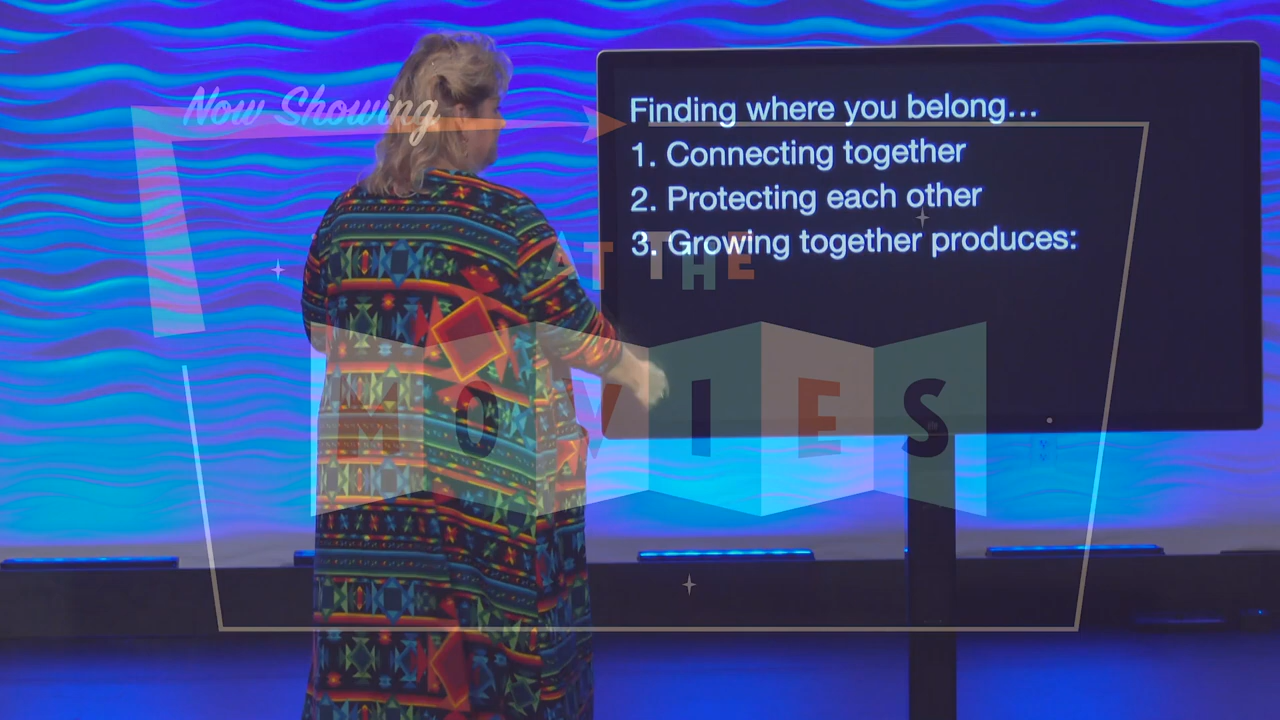 Now Showing
Finding where you belong...
1. Connecting together
2. Protecting each other
3. Growing together produces:
AT THE
MOVIES